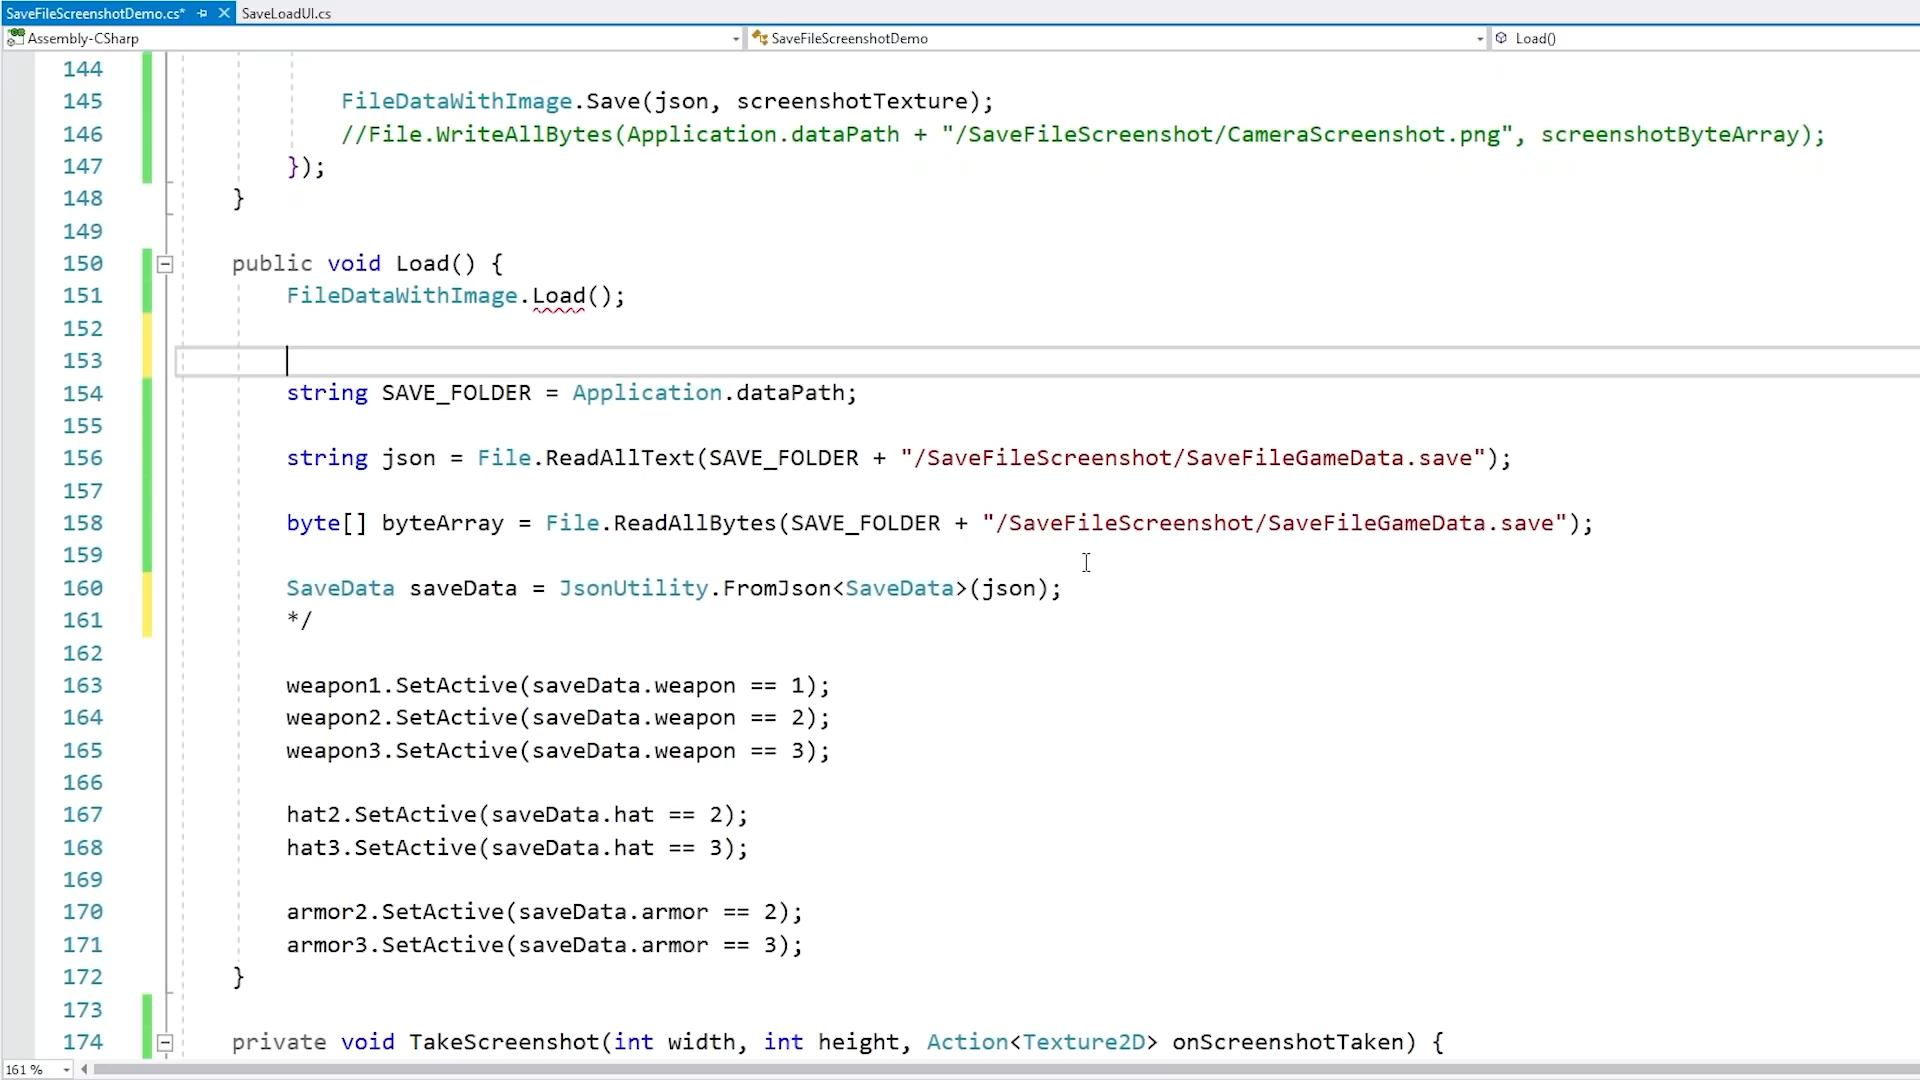 SaveFileScreenshotDemo.cs* SaveLoadUI.cs
Assembly-CSharp SaveFileScreenshotDemo Load()
144
145 FileDataWithImage.Save(json, screenshotTexture);
146 //File.WriteAllBytes(Application.dataPath + "/SaveFileScreenshot/CameraScreenshot.png", screenshotByteArray);
147 });
148 }
149
150 public void Load() {
151 FileDataWithImage.Load();
152
153
154 string SAVE_FOLDER = Application.dataPath;
155
156 string json = File.ReadAllText(SAVE_FOLDER + "/SaveFileScreenshot/SaveFileGameData.save");
157
158 byte[] byteArray = File.ReadAllBytes(SAVE_FOLDER + "/SaveFileScreenshot/SaveFileGameData.save");
159
160 SaveData saveData = JsonUtility.FromJson<SaveData>(json);
161 */
162
163 weapon1.SetActive(saveData.weapon == 1);
164 weapon2.SetActive(saveData.weapon == 2);
165 weapon3.SetActive(saveData.weapon == 3);
166
167 hat2.SetActive(saveData.hat == 2);
168 hat3.SetActive(saveData.hat == 3);
169
170 armor2.SetActive(saveData.armor == 2);
171 armor3.SetActive(saveData.armor == 3);
172 }
173
174 private void TakeScreenshot(int width, int height, Action<Texture2D> onScreenshotTaken) {
161 %